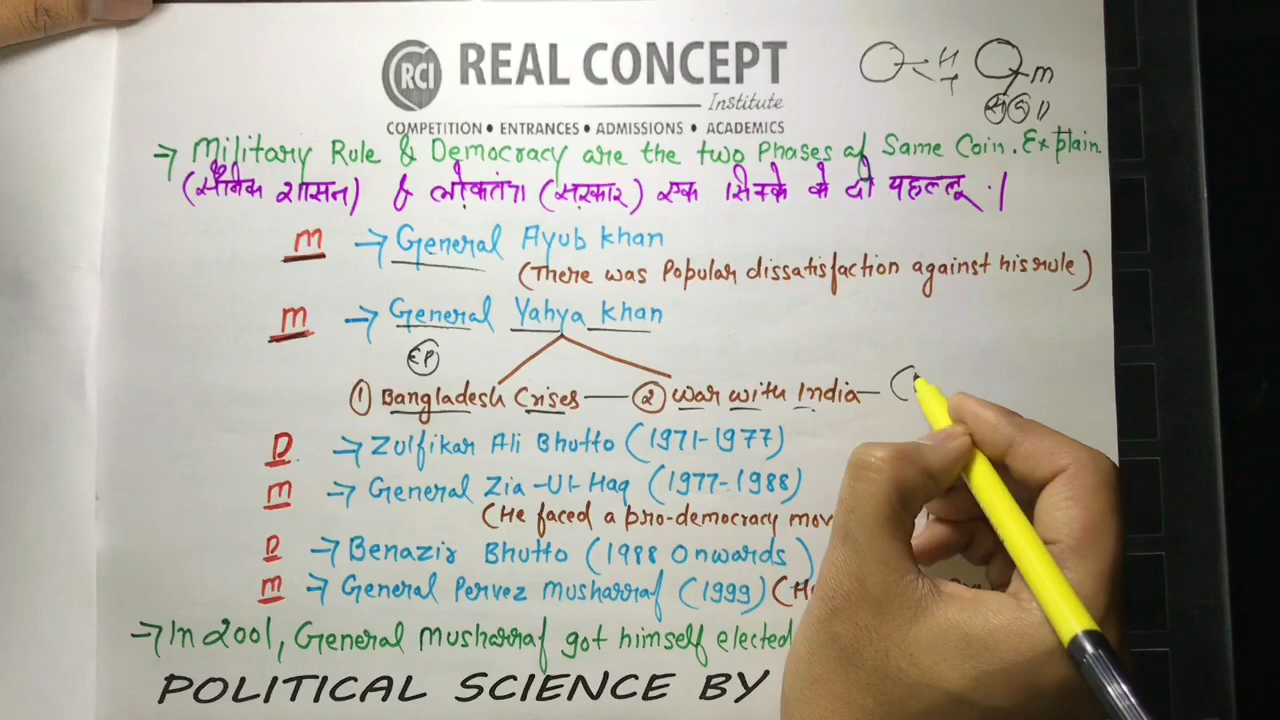 RCI REAL CONCEPT
Institute
COMPETITION • ENTRANCES • ADMISSIONS • ACADEMICS
H
T
m
D
→ Military Rule & Democracy are the two Phases of Same Coin. Explain
(सैनिक शासन) & लोकतंत्र (सरकार) एक सिक्के के दो पहलू.।
m → General Ayub khan
(There was Popular dissatisfaction against his rule)
m → General Yahya khan
EP
① Bangladesh Crises — ② war with India —
D → Zulfikar Ali Bhutto (1971-1977)
m → General Zia-Ul-Haq (1977-1988)
(He faced a pro-democracy mov
D → Benazir Bhutto (1988 Onwards)
m → General Pervez Musharraf (1999) (He
→ In 2001, General Musharraf got himself elected
POLITICAL SCIENCE BY